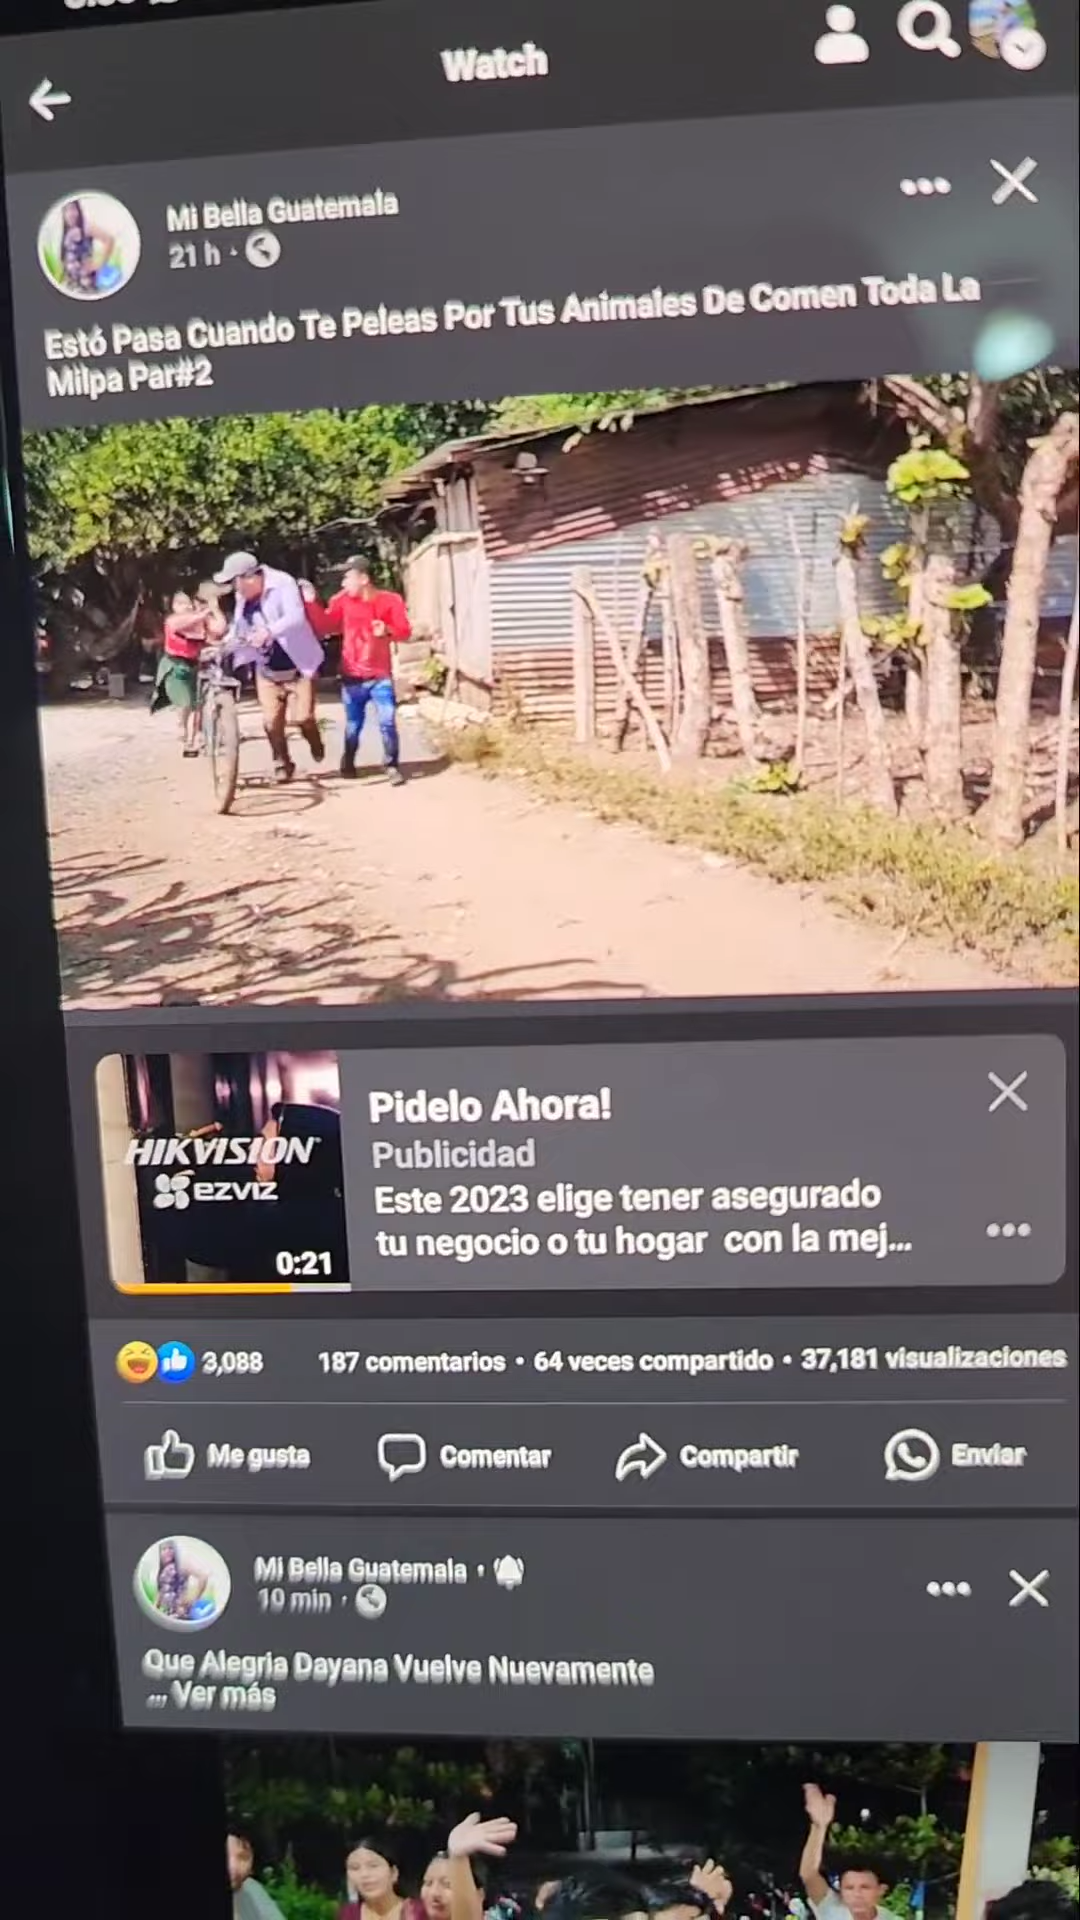 Watch
Mi Bella Guatemala
21 h ·
Estó Pasa Cuando Te Peleas Por Tus Animales De Comen Toda La
Milpa Par#2
HIKVISION
ezviz
0:21
Pidelo Ahora!
Publicidad
Este 2023 elige tener asegurado
tu negocio o tu hogar con la mej...
3,088 187 comentarios • 64 veces compartido • 37,181 visualizaciones
Me gusta Comentar Compartir Enviar
Mi Bella Guatemala ·
10 min ·
Que Alegria Dayana Vuelve Nuevamente
... Ver más